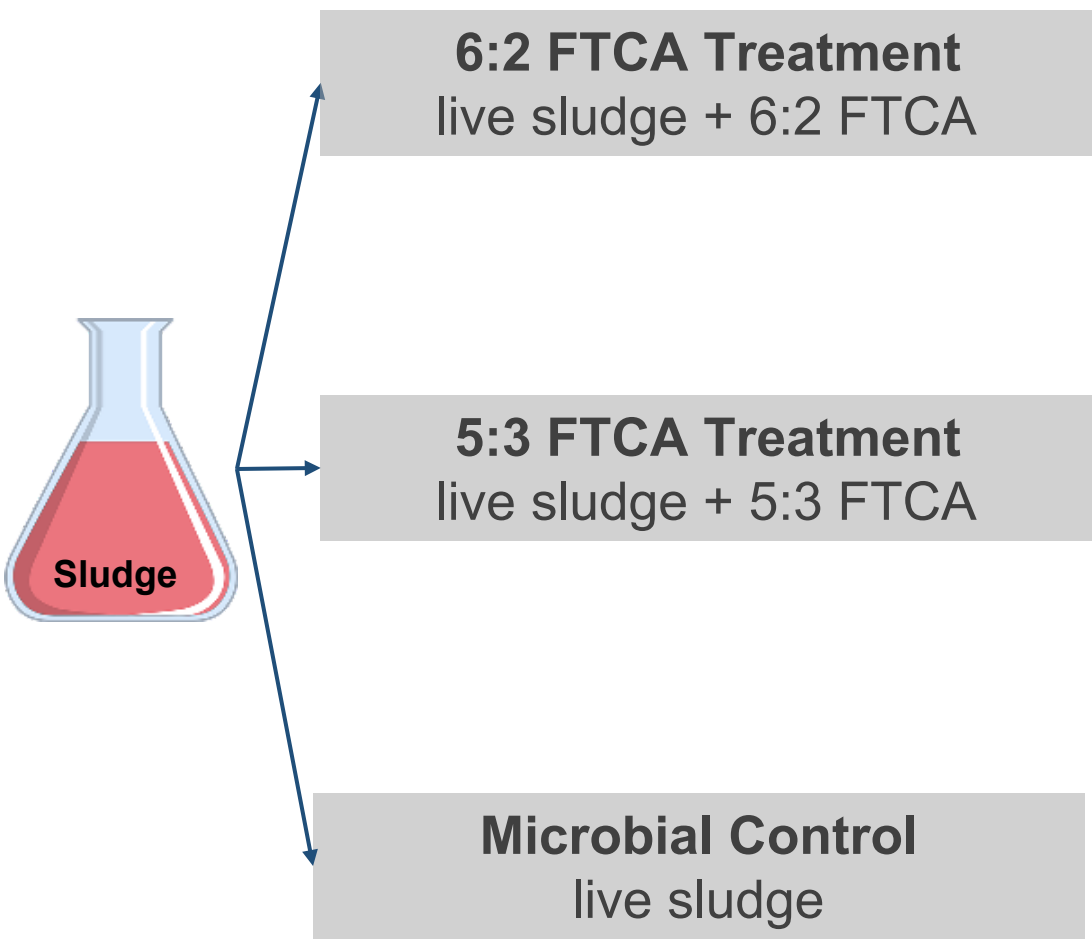 6:2 FTCA Treatment
live sludge + 6:2 FTCA
5:3 FTCA Treatment
live sludge + 5:3 FTCA
Sludge
Microbial Control
live sludge